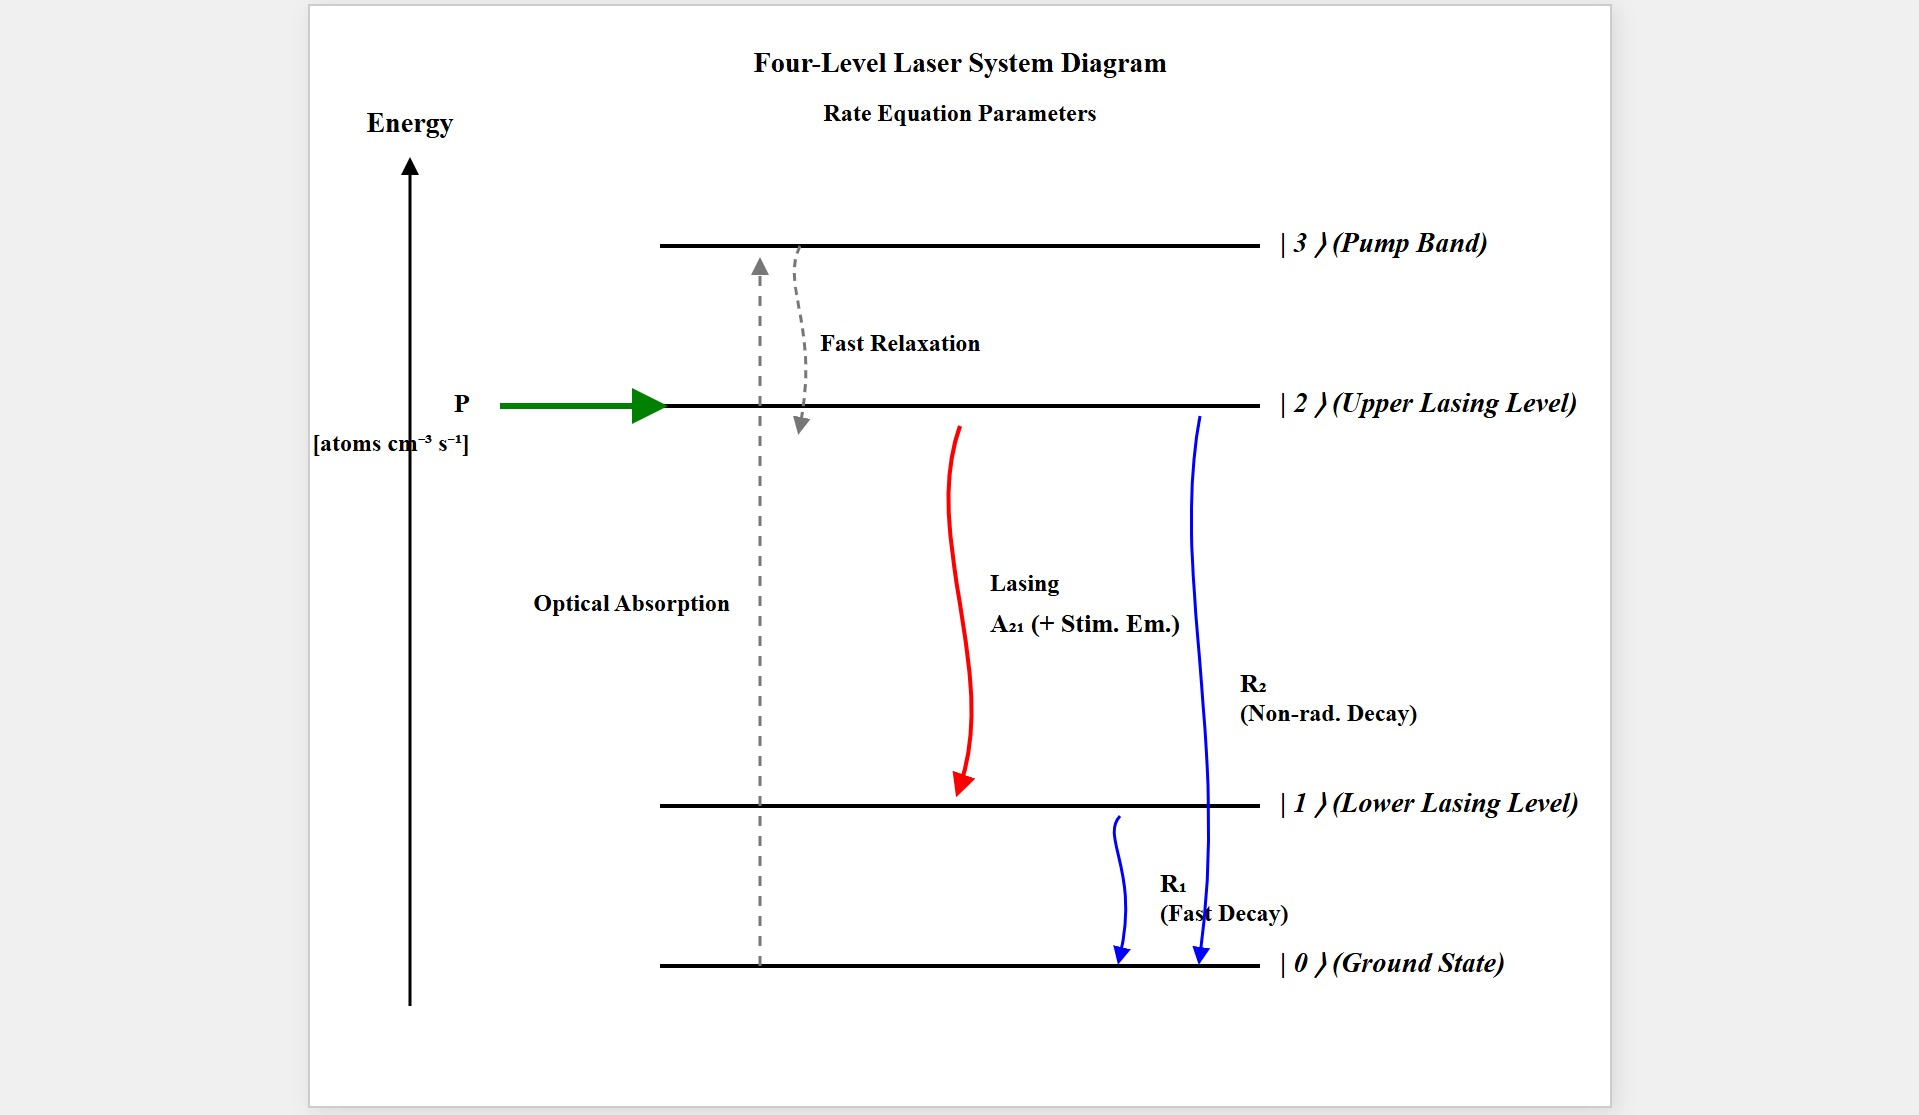 Four-Level Laser System Diagram
Rate Equation Parameters
Energy
| 3 ⟩ (Pump Band)
Fast Relaxation
P
| 2 ⟩ (Upper Lasing Level)
[atoms cm⁻³ s⁻¹]
Lasing
Optical Absorption
A₂₁ (+ Stim. Em.)
R₂
(Non-rad. Decay)
| 1 ⟩ (Lower Lasing Level)
R₁
(Fast Decay)
| 0 ⟩ (Ground State)